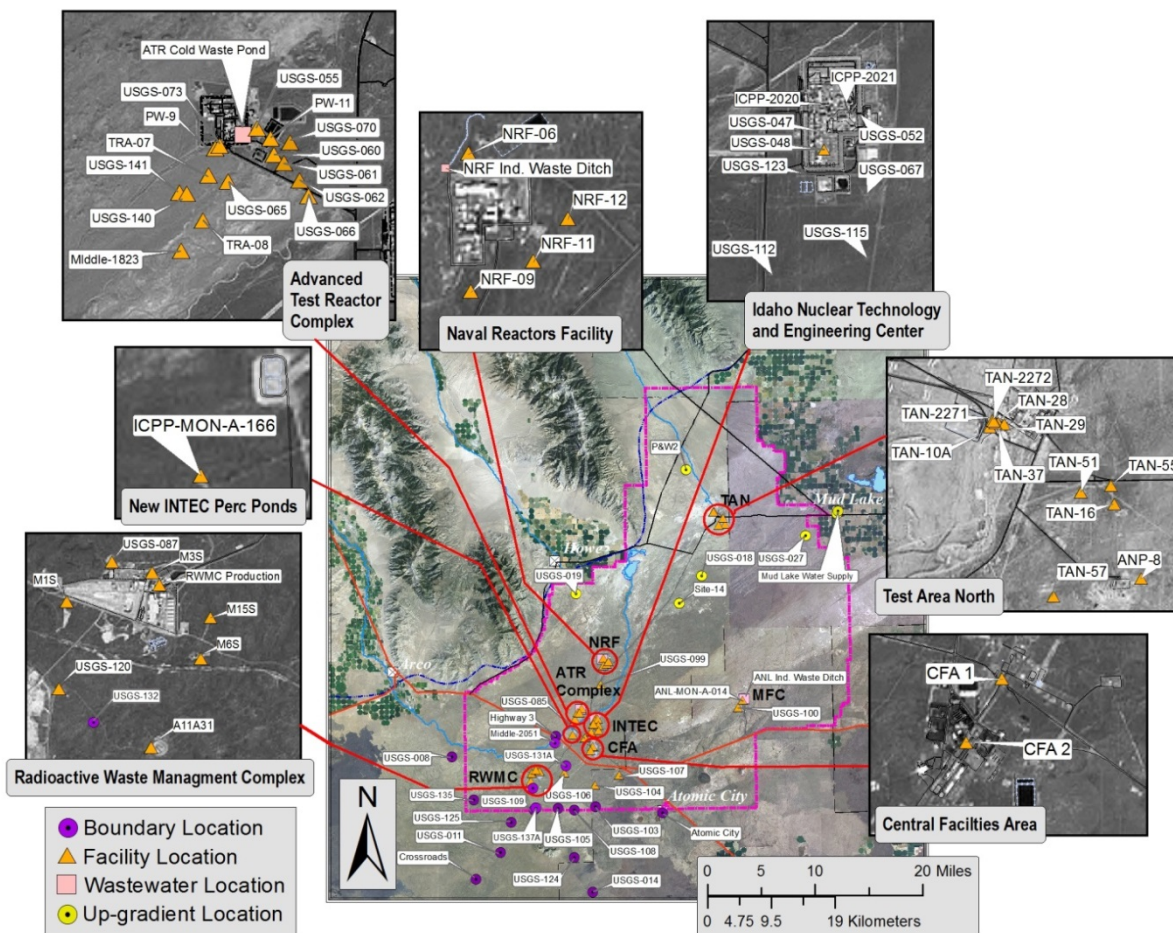 ATR Cold Waste Pond
USGS-055
USGS-073
PW-11
PW-9
USGS-070
TRA-07
USGS-060
USGS-141
USGS-061
USGS-062
USGS-140
USGS-065
USGS-066
TRA-08
MIddle-1823
Advanced
Test Reactor
Complex
NRF-06
NRF Ind. Waste Ditch
NRF-12
NRF-11
NRF-09
Naval Reactors Facility
ICPP-2021
ICPP-2020
USGS-047
USGS-052
USGS-048
USGS-123
USGS-067
USGS-115
USGS-112
Idaho Nuclear Technology
and Engineering Center
ICPP-MON-A-166
New INTEC Perc Ponds
TAN-2272
TAN-28
TAN-2271
TAN-29
TAN-10A
TAN-37
TAN-51
TAN-55
TAN-16
ANP-8
TAN-57
Test Area North
USGS-087
M3S
RWMC Production
M1S
M15S
M6S
USGS-120
USGS-132
A11A31
Radioactive Waste Managment Complex
CFA 1
CFA 2
Central Facilties Area
P&W2
TAN
Mud Lake
Howe
USGS-018
USGS-027
USGS-019
Mud Lake Water Supply
Site-14
NRF
Arco
ATR
Complex
USGS-099
ANL Ind. Waste Ditch
ANL-MON-A-014
MFC
USGS-085
USGS-100
Highway 3
INTEC
Middle-2051
CFA
USGS-008
USGS-131A
USGS-107
RWMC
USGS-106
USGS-104
USGS-135
USGS-109
Atomic City
USGS-125
USGS-103
Atomic City
USGS-011
USGS-137A
USGS-105
USGS-108
Crossroads
USGS-124
USGS-014
N
Boundary Location
Facility Location
Wastewater Location
Up-gradient Location
0 5 10 20 Miles
0 4.75 9.5 19 Kilometers